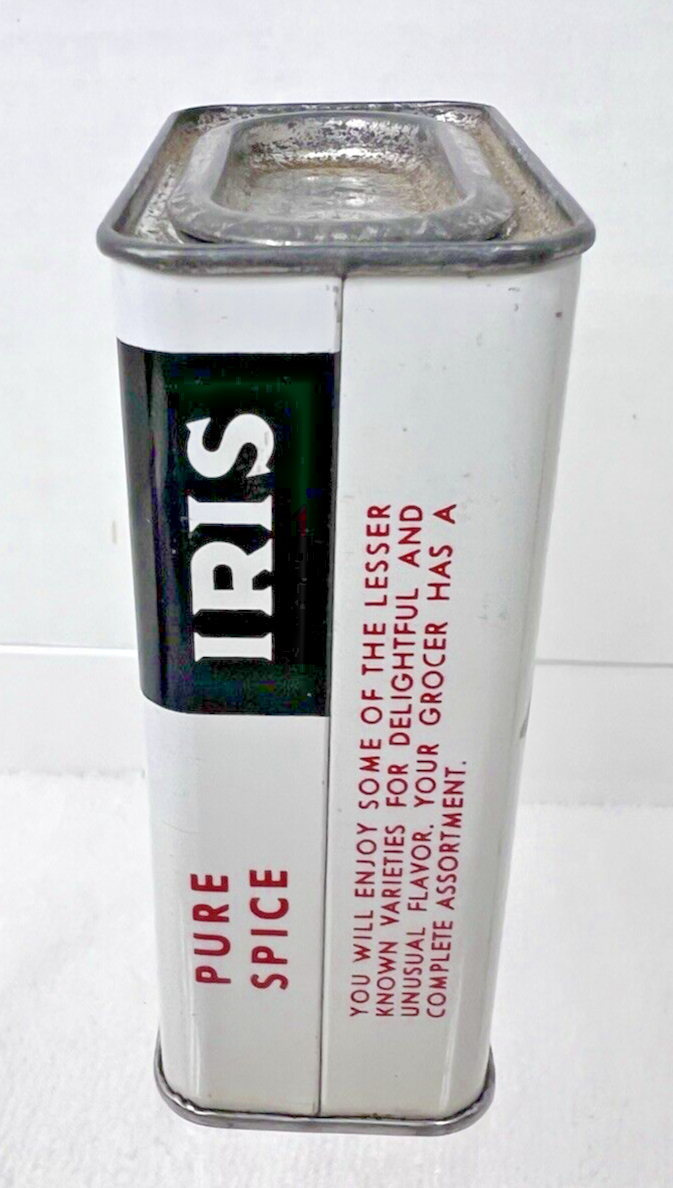 IRIS
PURE
SPICE
YOU WILL ENJOY SOME OF THE LESSER
KNOWN VARIETIES FOR DELIGHTFUL AND
UNUSUAL FLAVOR. YOUR GROCER HAS A
COMPLETE ASSORTMENT.